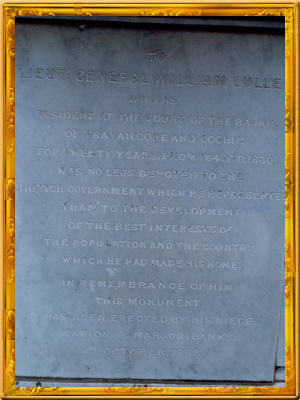 TO
LIEUT: GENERAL WILLIAM CULLE
WHO AS
RESIDENT AT THE COURT OF THE RAJAH
OF TRAVANCORE AND COCHIN
FOR TWENTY YEARS, FROM 1840 TO 1860
WAS NO LESS DEVOTED TO THE
BRITISH GOVERNMENT WHICH HE REPRESENTED
THAN TO THE DEVELOPMENT
OF THE BEST INTERESTS OF
THE POPULATION AND THE COUNTRY,
WHICH HE HAD MADE HIS HOME.
IN REMEMBRANCE OF HIM
THIS MONUMENT
HAS BEEN ERECTED BY HIS NIECE
MARION MARJORIBANKS
OCTOBER